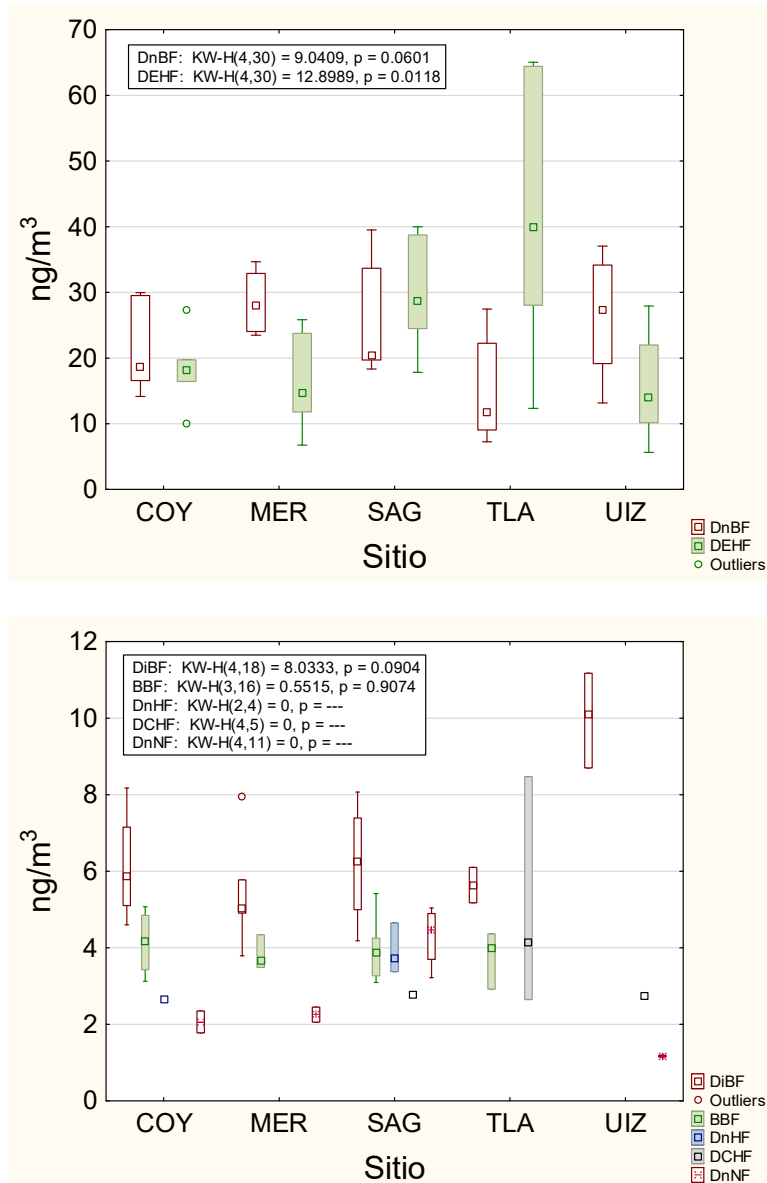 70
60
50
40
30
20
10
0
ng/m³
DnBF: KW-H(4,30) = 9.0409, p = 0.0601
DEHF: KW-H(4,30) = 12.8989, p = 0.0118
COY MER SAG TLA UIZ
Sitio
DnBF
DEHF
Outliers
12
10
8
6
4
2
0
ng/m³
DiBF: KW-H(4,18) = 8.0333, p = 0.0904
BBF: KW-H(3,16) = 0.5515, p = 0.9074
DnHF: KW-H(2,4) = 0, p = ---
DCHF: KW-H(4,5) = 0, p = ---
DnNF: KW-H(4,11) = 0, p = ---
COY MER SAG TLA UIZ
Sitio
DiBF
Outliers
BBF
DnHF
DCHF
DnNF